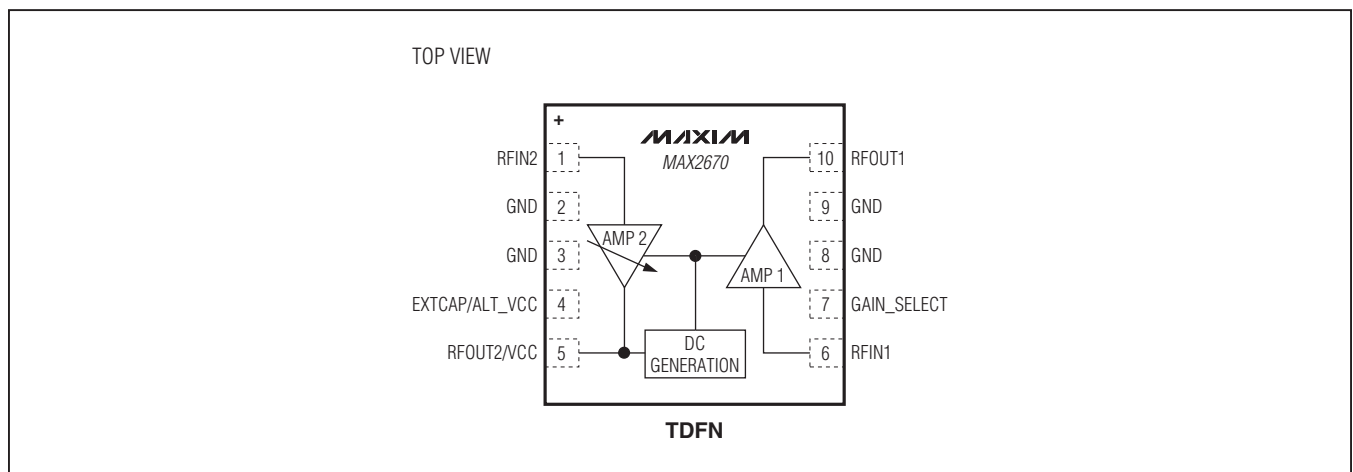 TOP VIEW
+
MAXIM
MAX2670
RFIN2 1
10 RFOUT1
GND 2
9 GND
GND 3
8 GND
AMP 2
AMP 1
EXTCAP/ALT_VCC 4
7 GAIN_SELECT
RFOUT2/VCC 5
DC
GENERATION
6 RFIN1
TDFN